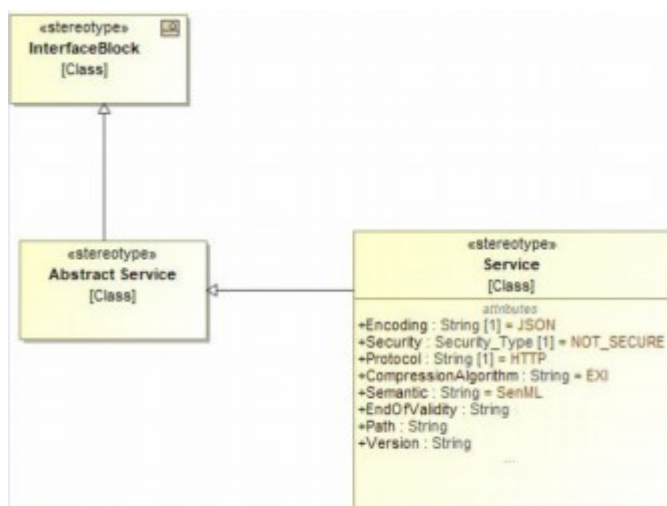 «stereotype»
InterfaceBlock
[Class]
«stereotype»
Abstract Service
[Class]
«stereotype»
Service
[Class]
attributes
+Encoding : String [1] = JSON
+Security : Security_Type [1] = NOT_SECURE
+Protocol : String [1] = HTTP
+CompressionAlgorithm : String = EXI
+Semantic : String = SenML
+EndOfValidity : String
+Path : String
+Version : String
...